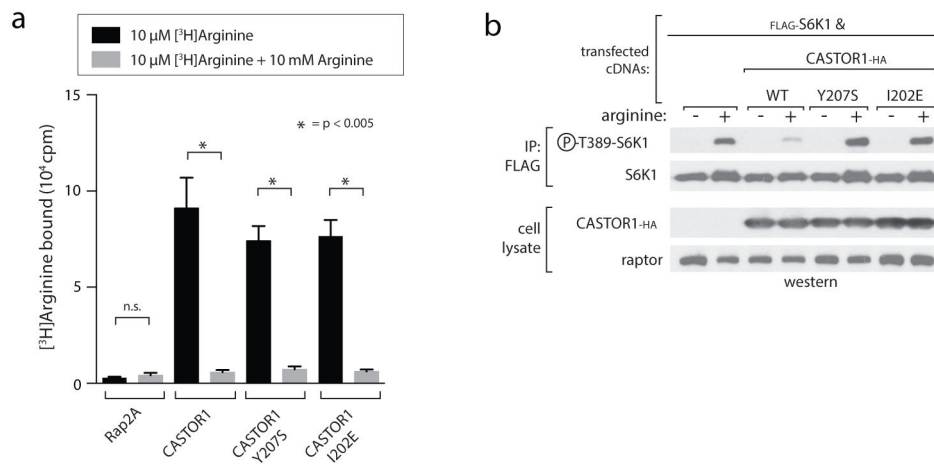 a
10 µM [³H]Arginine
10 µM [³H]Arginine + 10 mM Arginine
[³H]Arginine bound (10⁴ cpm)
15
10
5
0
* = p < 0.005
n.s.
*
*
*
Rap2A
CASTOR1
CASTOR1 Y207S
CASTOR1 I202E
b
transfected cDNAs:
FLAG-S6K1 &
CASTOR1-HA
WT Y207S I202E
arginine: - + - + - + - +
IP: FLAG
Ⓟ-T389-S6K1
S6K1
cell lysate
CASTOR1-HA
raptor
western